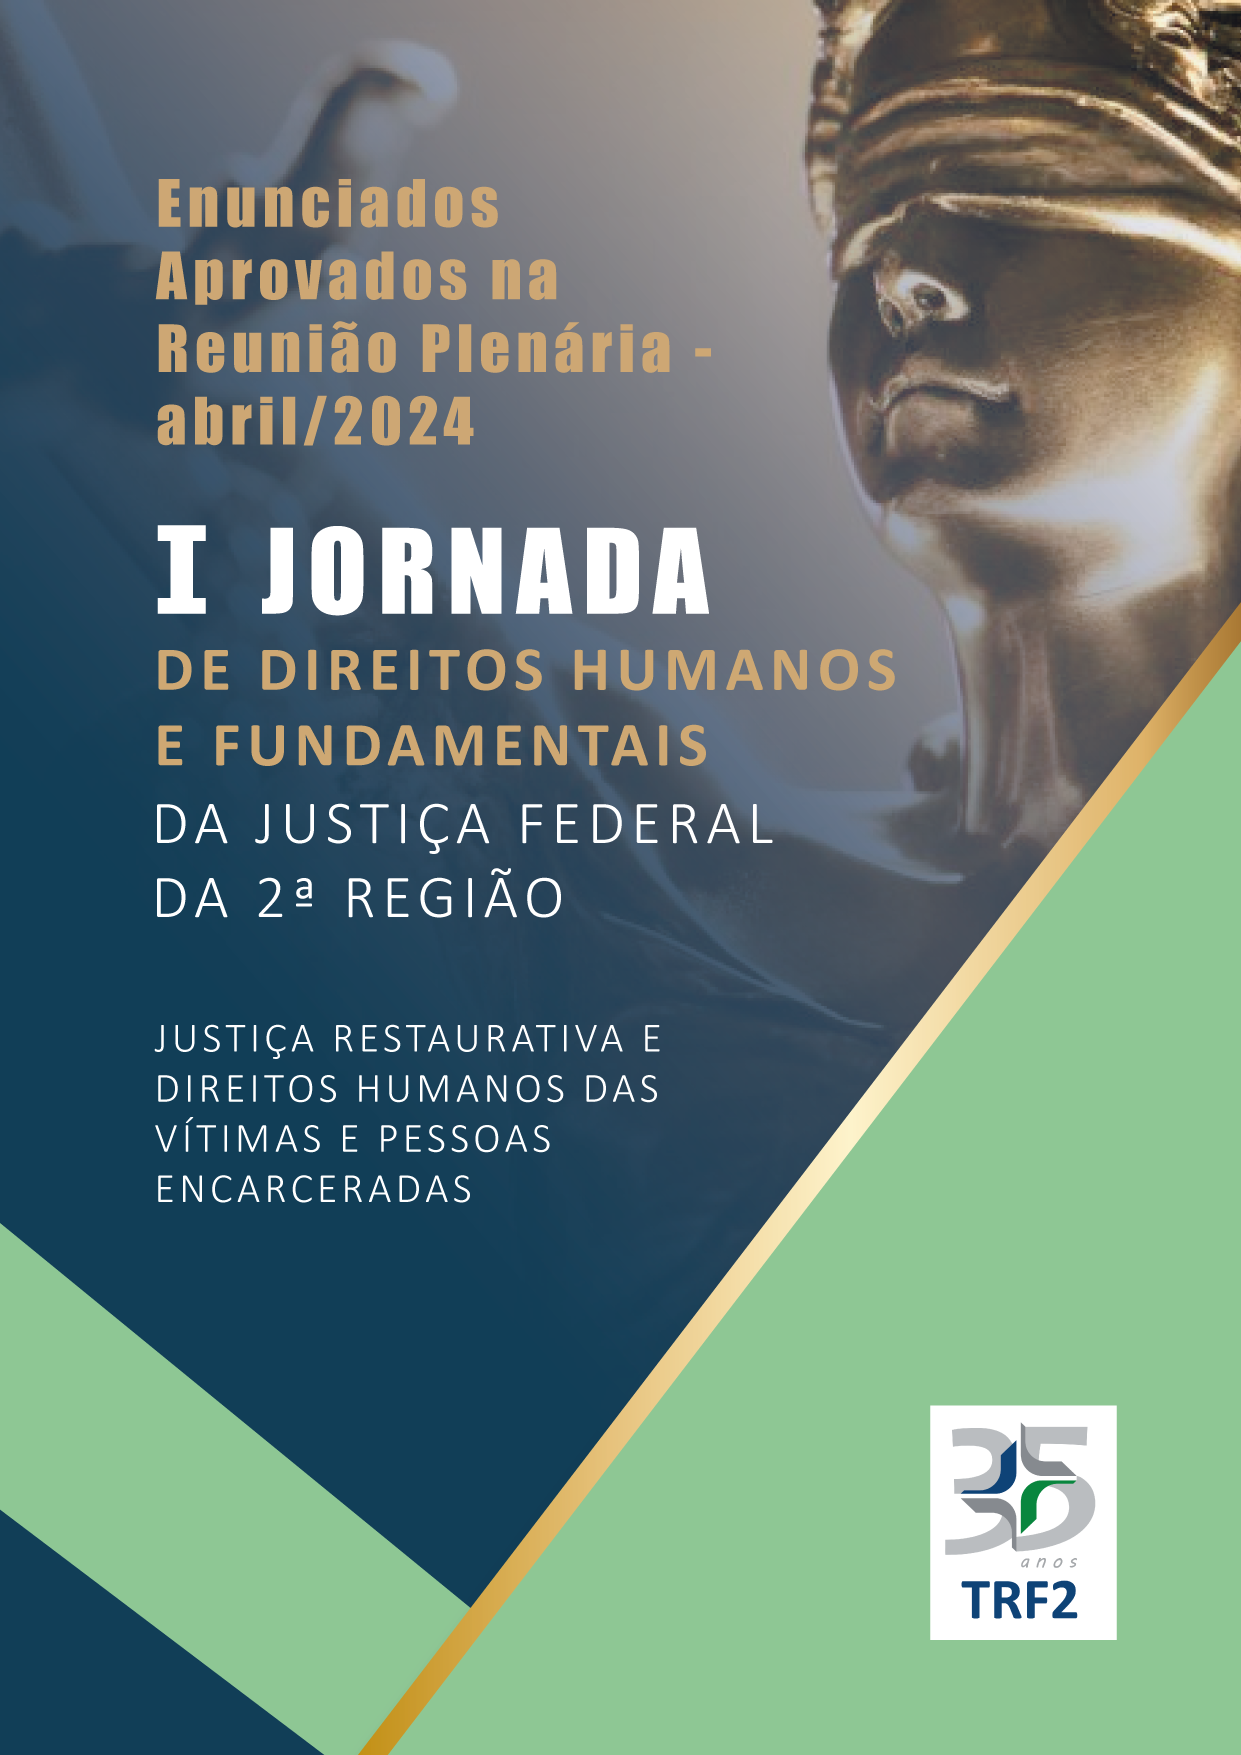 Enunciados
Aprovados na
Reunião Plenária -
abril/2024
I JORNADA
DE DIREITOS HUMANOS
E FUNDAMENTAIS
DA JUSTIÇA FEDERAL
DA 2ª REGIÃO
JUSTIÇA RESTAURATIVA E
DIREITOS HUMANOS DAS
VÍTIMAS E PESSOAS
ENCARCERADAS
35
anos
TRF2